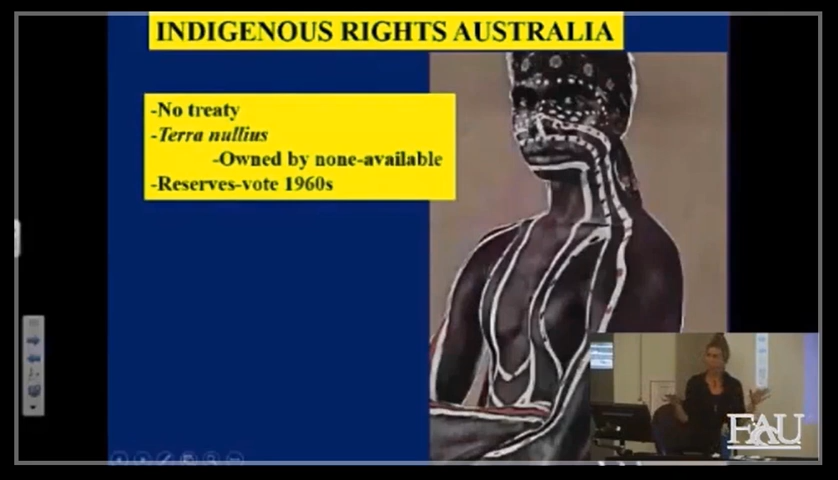 INDIGENOUS RIGHTS AUSTRALIA
-No treaty
-Terra nullius
-Owned by none-available
-Reserves-vote 1960s
FAU